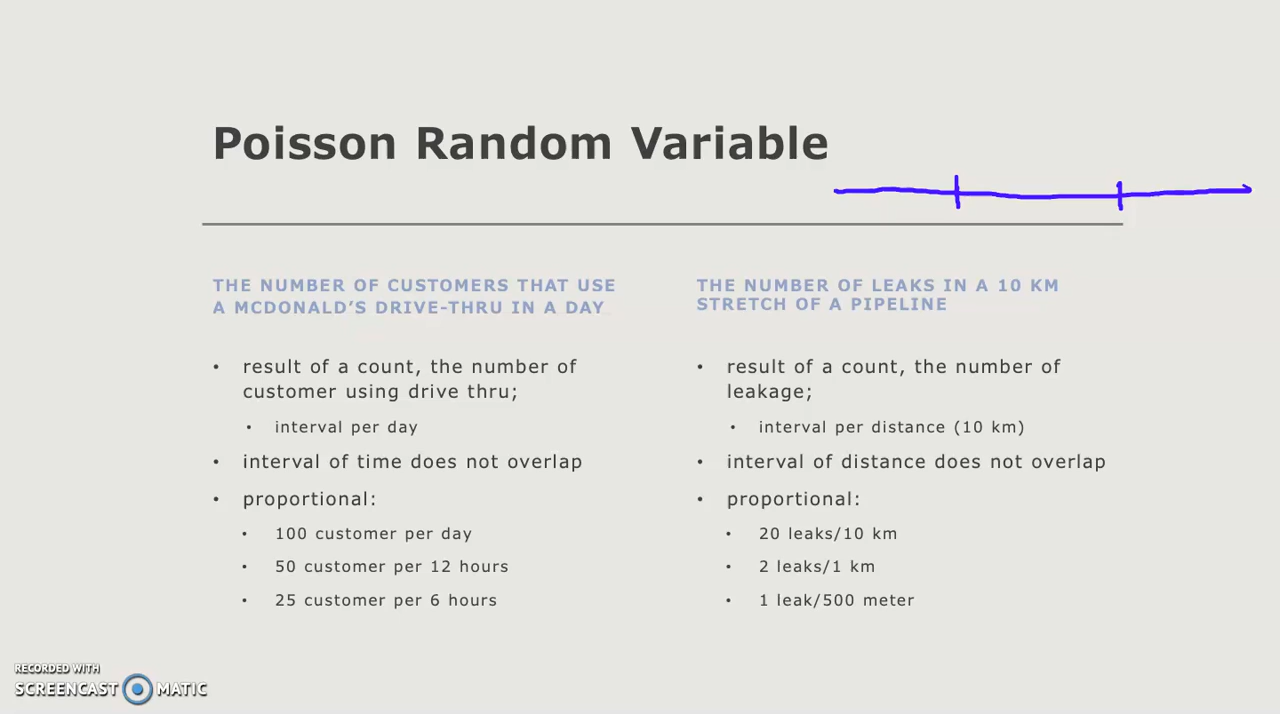 Poisson Random Variable
THE NUMBER OF CUSTOMERS THAT USE
A MCDONALD'S DRIVE-THRU IN A DAY
• result of a count, the number of
customer using drive thru;
• interval per day
• interval of time does not overlap
• proportional:
• 100 customer per day
• 50 customer per 12 hours
• 25 customer per 6 hours
THE NUMBER OF LEAKS IN A 10 KM
STRETCH OF A PIPELINE
• result of a count, the number of
leakage;
• interval per distance (10 km)
• interval of distance does not overlap
• proportional:
• 20 leaks/10 km
• 2 leaks/1 km
• 1 leak/500 meter
RECORDED WITH
SCREENCAST MATIC